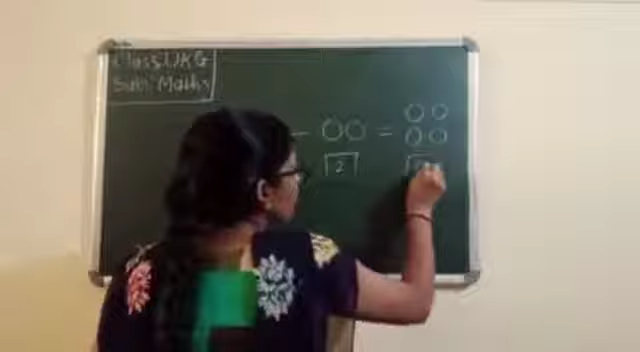 Class: UKG
Sub: Maths
- =
2